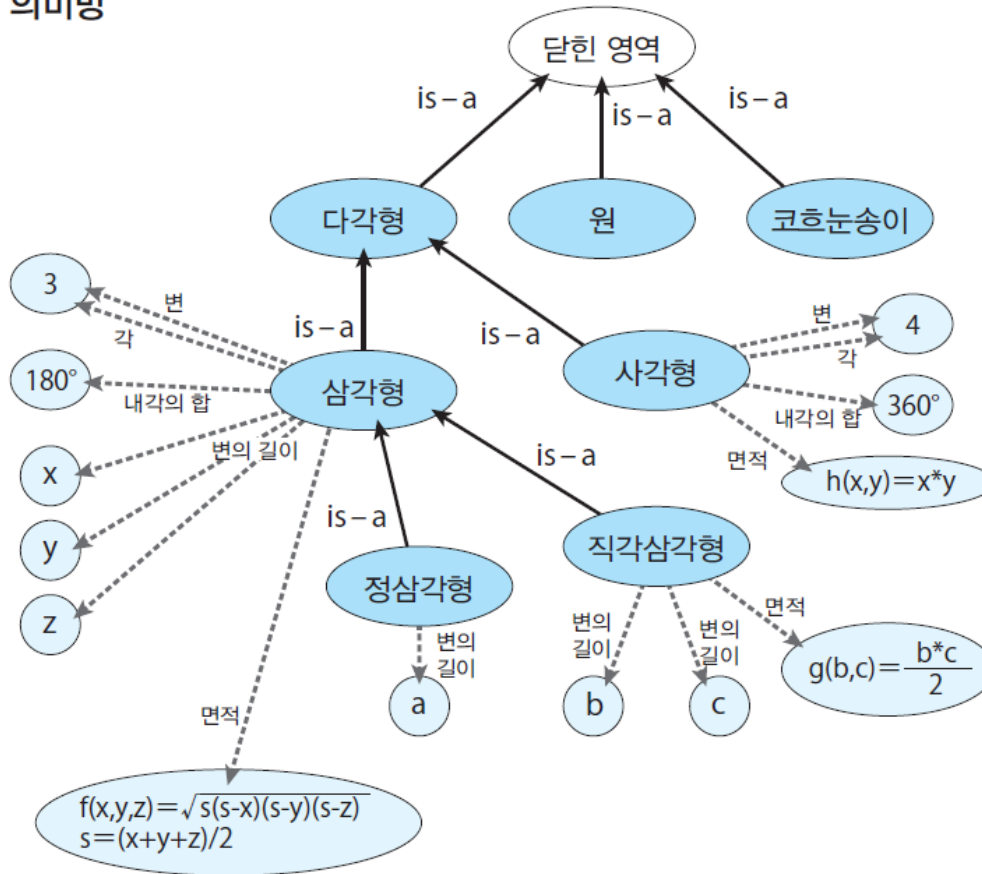 의미망
닫힌 영역
is-a
is-a
is-a
다각형
원
코흐눈송이
3
변
각
is-a
is-a
변
각
4
180°
내각의 합
삼각형
사각형
내각의 합
360°
변의 길이
x
is-a
면적
h(x,y)=x*y
y
is-a
직각삼각형
z
정삼각형
변의
길이
변의
길이
변의
길이
면적
g(b,c)=b*c/2
a
b
c
면적
f(x,y,z)=√s(s-x)(s-y)(s-z)
s=(x+y+z)/2